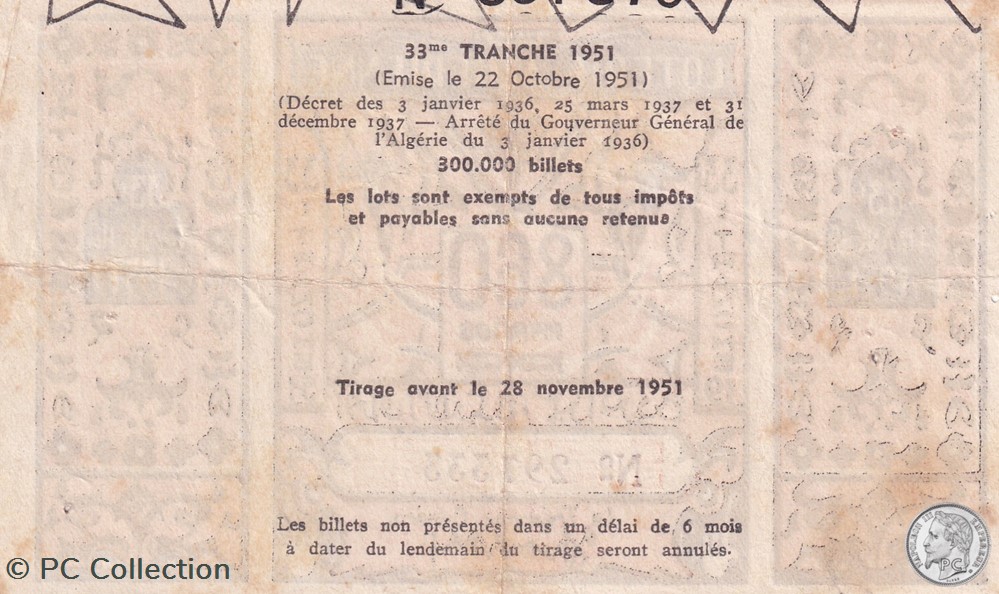 33me TRANCHE 1951
(Emise le 22 Octobre 1951)
(Décret des 3 janvier 1936, 25 mars 1937 et 31
décembre 1937 — Arrêté du Gouverneur Général de
l'Algérie du 3 janvier 1936)
300.000 billets
Les lots sont exempts de tous impôts
et payables sans aucune retenue
800
Tirage avant le 28 novembre 1951
No
Les billets non présentés dans un délai de 6 mois
à dater du lendemain du tirage seront annulés.
© PC Collection
PC